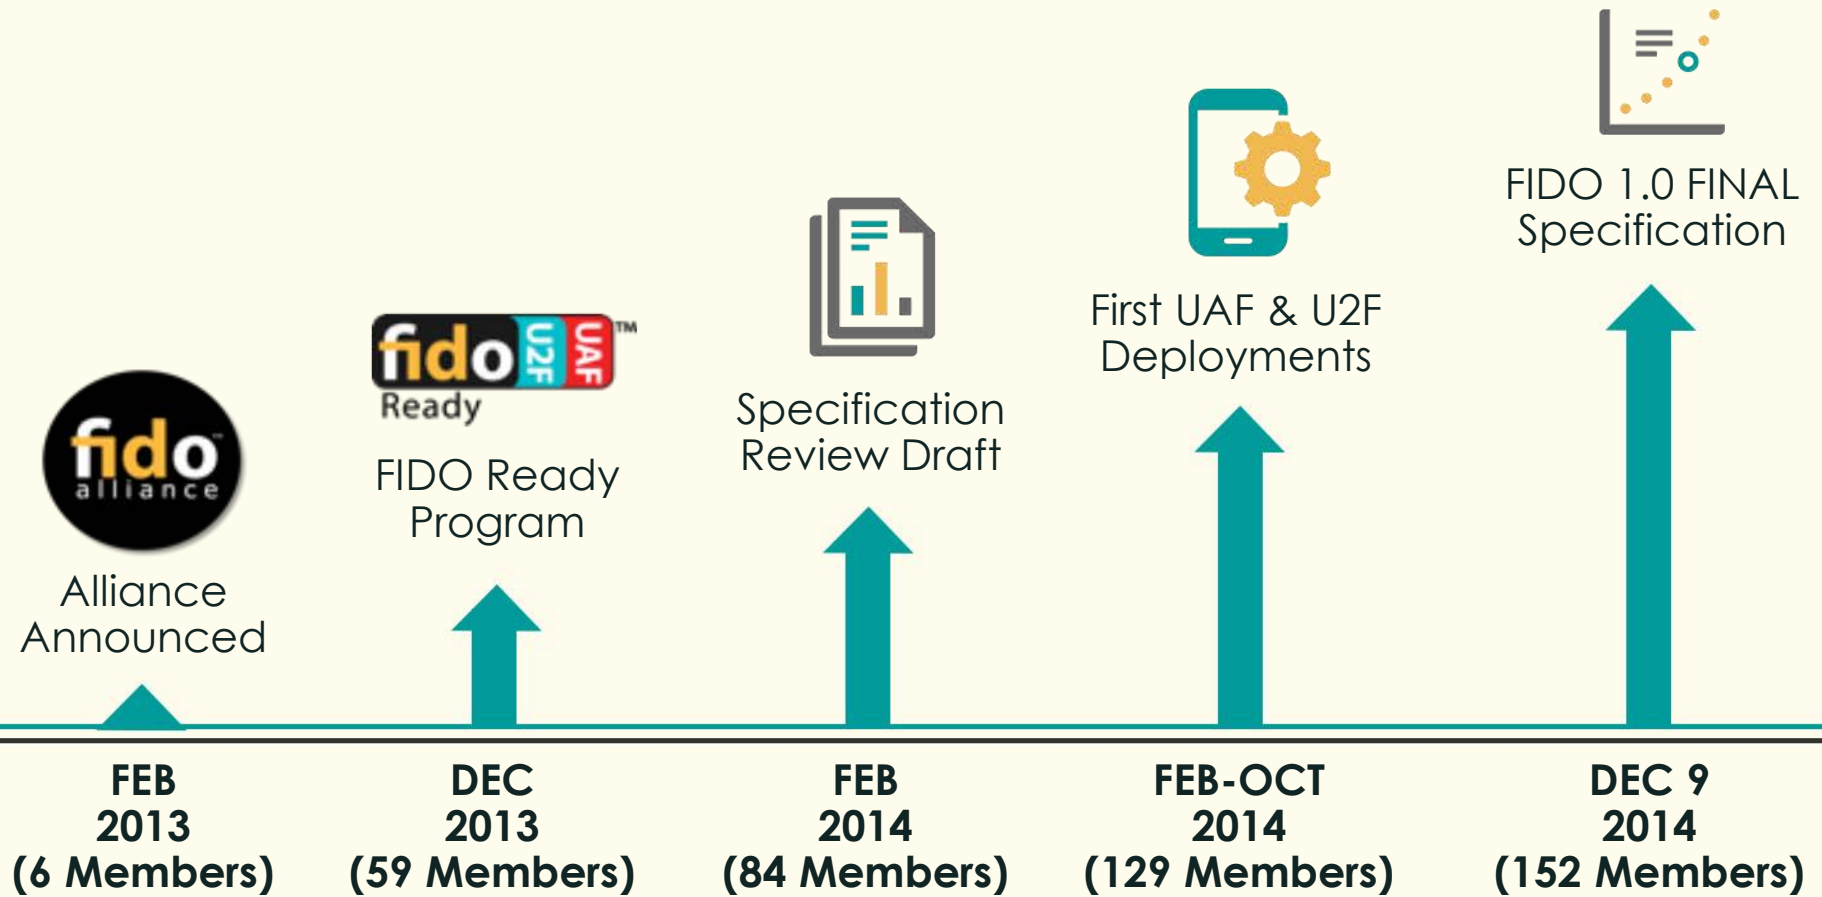 fido
alliance
Alliance
Announced
FEB
2013
(6 Members)
fido U2F UAF™
Ready
FIDO Ready
Program
DEC
2013
(59 Members)
Specification
Review Draft
FEB
2014
(84 Members)
First UAF & U2F
Deployments
FEB-OCT
2014
(129 Members)
FIDO 1.0 FINAL
Specification
DEC 9
2014
(152 Members)